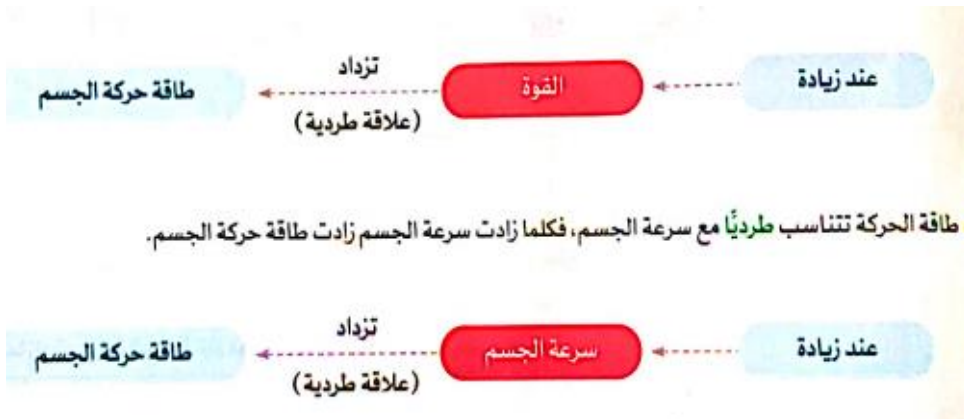 عند زيادة
القوة
تزداد
(علاقة طردية)
طاقة حركة الجسم
طاقة الحركة تتناسب طرديًّا مع سرعة الجسم، فكلما زادت سرعة الجسم زادت طاقة حركة الجسم.
عند زيادة
سرعة الجسم
تزداد
(علاقة طردية)
طاقة حركة الجسم